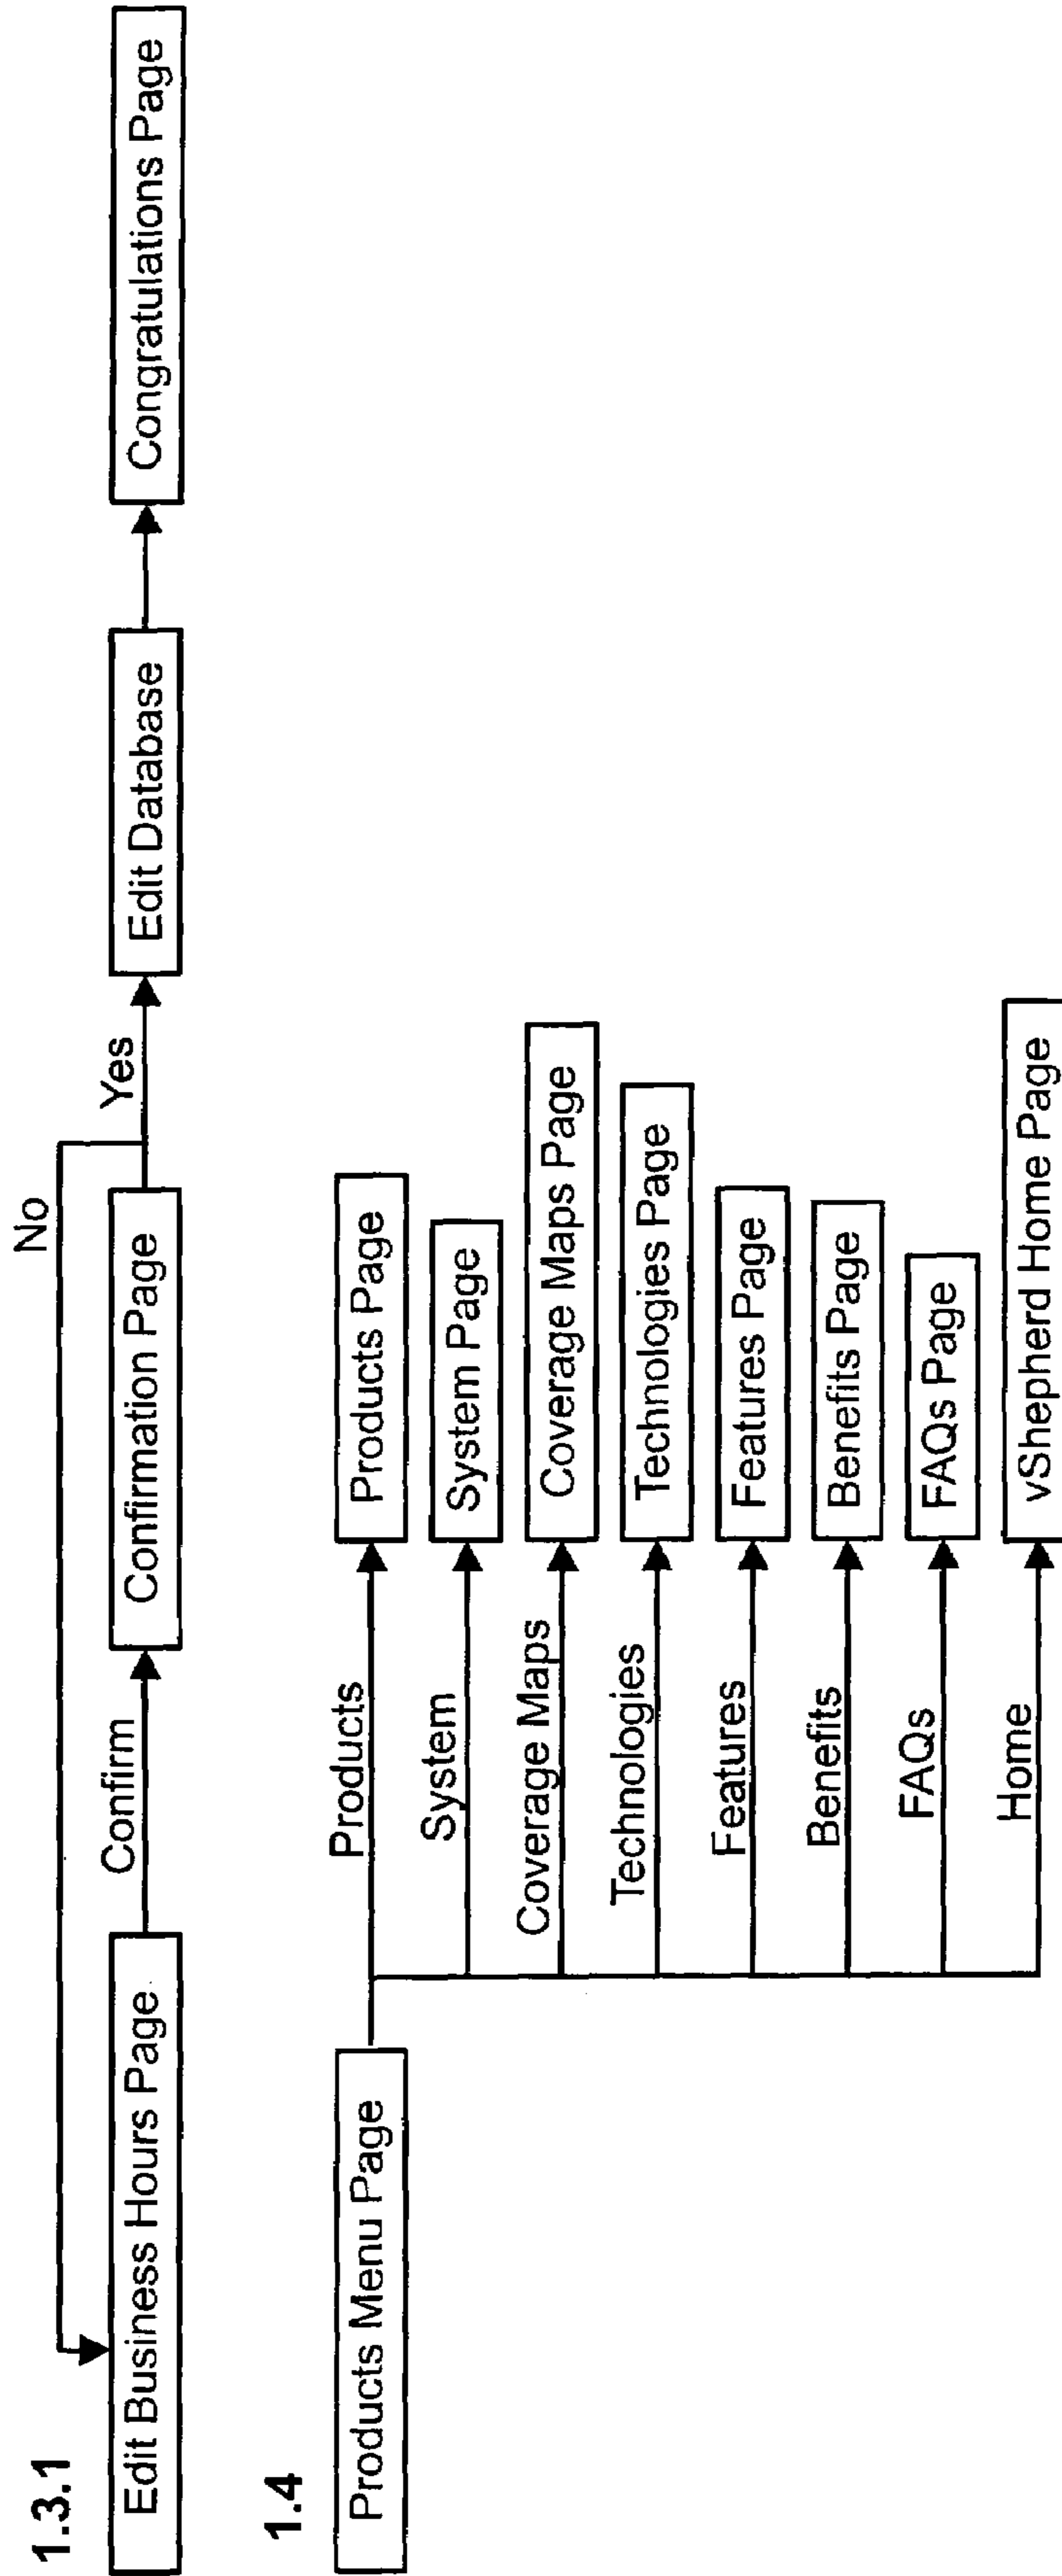 1.3.1
No
Edit Business Hours Page
Confirm
Confirmation Page
Yes
Edit Database
Congratulations Page
1.4
Products Menu Page
Products
Products Page
System
System Page
Coverage Maps
Coverage Maps Page
Technologies
Technologies Page
Features
Features Page
Benefits
Benefits Page
FAQs
FAQs Page
Home
vShepherd Home Page